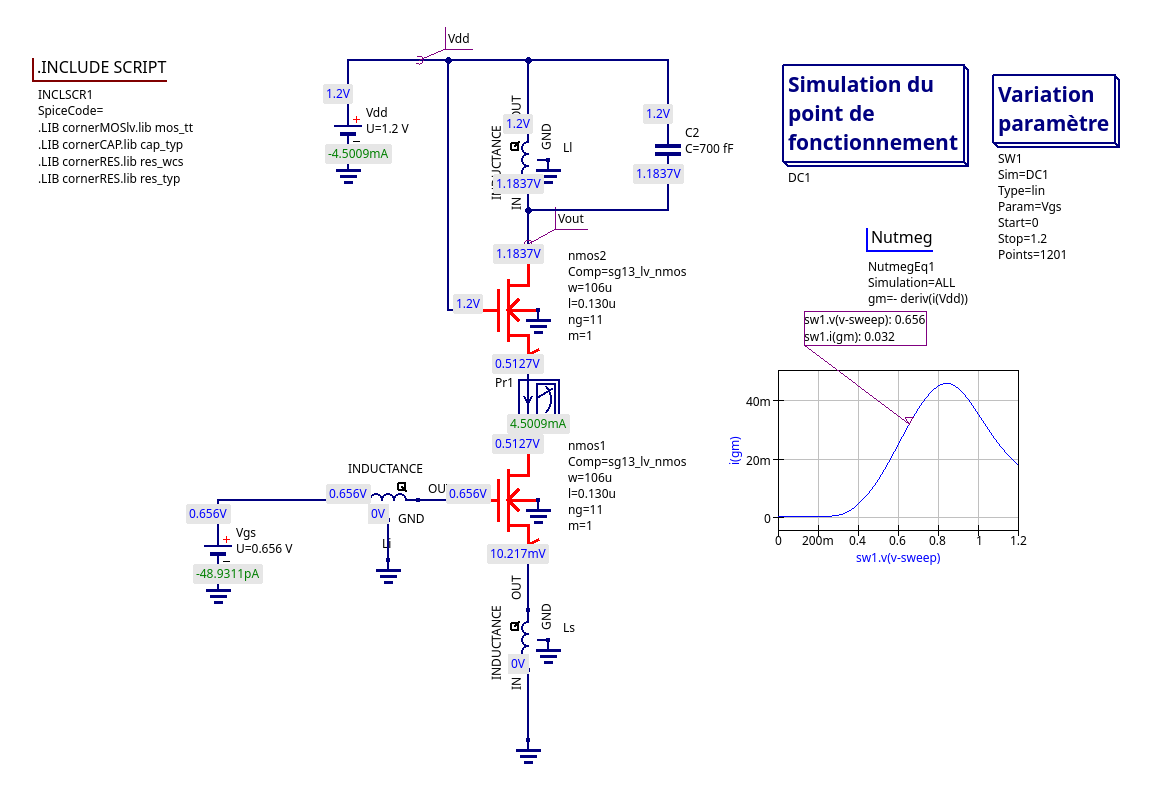 Vdd
.INCLUDE SCRIPT
INCLSCR1
SpiceCode=
.LIB cornerMOSlv.lib mos_tt
.LIB cornerCAP.lib cap_typ
.LIB cornerRES.lib res_wcs
.LIB cornerRES.lib res_typ
1.2V
Vdd
U=1.2 V
-4.5009mA
OUT
1.2V
INDUCTANCE
GND
Ll
1.1837V
IN
1.2V
C2
C=700 fF
1.1837V
Vout
1.1837V
nmos2
Comp=sg13_lv_nmos
w=106u
l=0.130u
ng=11
m=1
1.2V
0.5127V
Pr1
4.5009mA
0.5127V
nmos1
Comp=sg13_lv_nmos
w=106u
l=0.130u
ng=11
m=1
INDUCTANCE
0.656V
OU
0.656V
0V
GND
Li
0.656V
Vgs
U=0.656 V
-48.9311pA
10.217mV
OUT
INDUCTANCE
GND
Ls
0V
IN
Simulation du
point de
fonctionnement
DC1
Variation
paramètre
SW1
Sim=DC1
Type=lin
Param=Vgs
Start=0
Stop=1.2
Points=1201
Nutmeg
NutmegEq1
Simulation=ALL
gm=- deriv(i(Vdd))
sw1.v(v-sweep): 0.656
sw1.i(gm): 0.032
40m
20m
0
i(gm)
0 200m 0.4 0.6 0.8 1 1.2
sw1.v(v-sweep)